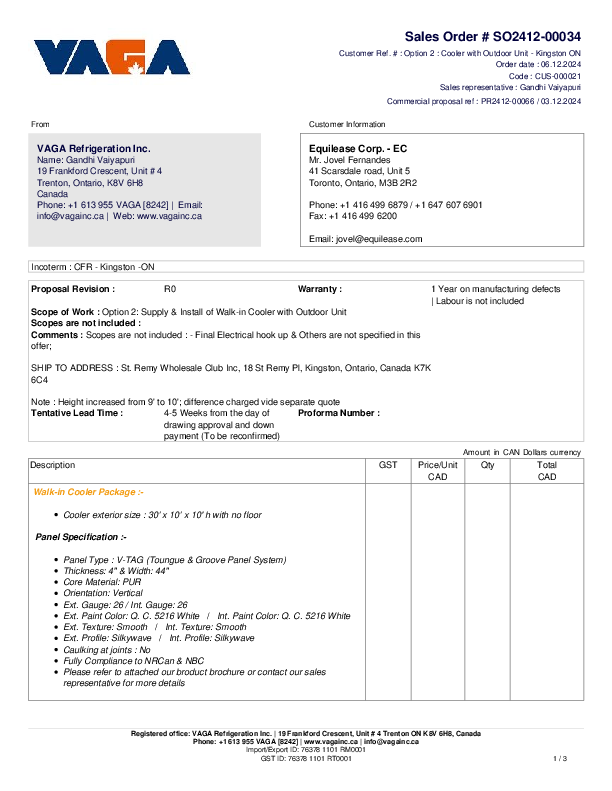 VAGA
Sales Order # SO2412-00034
Customer Ref. # : Option 2 : Cooler with Outdoor Unit - Kingston ON
Order date : 06.12.2024
Code : CUS-000021
Sales representative : Gandhi Vaiyapuri
Commercial proposal ref : PR2412-00066 / 03.12.2024
From
VAGA Refrigeration Inc.
Name: Gandhi Vaiyapuri
19 Frankford Crescent, Unit # 4
Trenton, Ontario, K8V 6H8
Canada
Phone: +1 613 955 VAGA [8242] | Email:
info@vagainc.ca | Web: www.vagainc.ca
Customer Information
Equilease Corp. - EC
Mr. Jovel Fernandes
41 Scarsdale road, Unit 5
Toronto, Ontario, M3B 2R2
Phone: +1 416 499 6879 / +1 647 607 6901
Fax: +1 416 499 6200
Email: jovel@equilease.com
Incoterm : CFR - Kingston -ON
Proposal Revision : R0 Warranty : 1 Year on manufacturing defects
| Labour is not included
Scope of Work : Option 2: Supply & Install of Walk-in Cooler with Outdoor Unit
Scopes are not included :
Comments : Scopes are not included : - Final Electrical hook up & Others are not specified in this
offer;
SHIP TO ADDRESS : St. Remy Wholesale Club Inc, 18 St Remy Pl, Kingston, Ontario, Canada K7K
6C4
Note : Height increased from 9' to 10'; difference charged vide separate quote
Tentative Lead Time : 4-5 Weeks from the day of Proforma Number :
drawing approval and down
payment (To be reconfirmed)
Amount in CAN Dollars currency
Description GST Price/Unit Qty Total
CAD CAD
Walk-in Cooler Package :-
• Cooler exterior size : 30' x 10' x 10' h with no floor
Panel Specification :-
• Panel Type : V-TAG (Toungue & Groove Panel System)
• Thickness: 4" & Width: 44"
• Core Material: PUR
• Orientation: Vertical
• Ext. Gauge: 26 / Int. Gauge: 26
• Ext. Paint Color: Q. C. 5216 White / Int. Paint Color: Q. C. 5216 White
• Ext. Texture: Smooth / Int. Texture: Smooth
• Ext. Profile: Silkywave / Int. Profile: Silkywave
• Caulking at joints : No
• Fully Compliance to NRCan & NBC
• Please refer to attached our product brochure or contact our sales
representative for more details
Registered office: VAGA Refrigeration Inc. | 19 Frankford Crescent, Unit # 4 Trenton ON K8V 6H8, Canada
Phone: +1 613 955 VAGA [8242] | www.vagainc.ca | info@vagainc.ca
Import/Export ID: 76378 1101 RM0001
GST ID: 76378 1101 RT0001
1 / 3